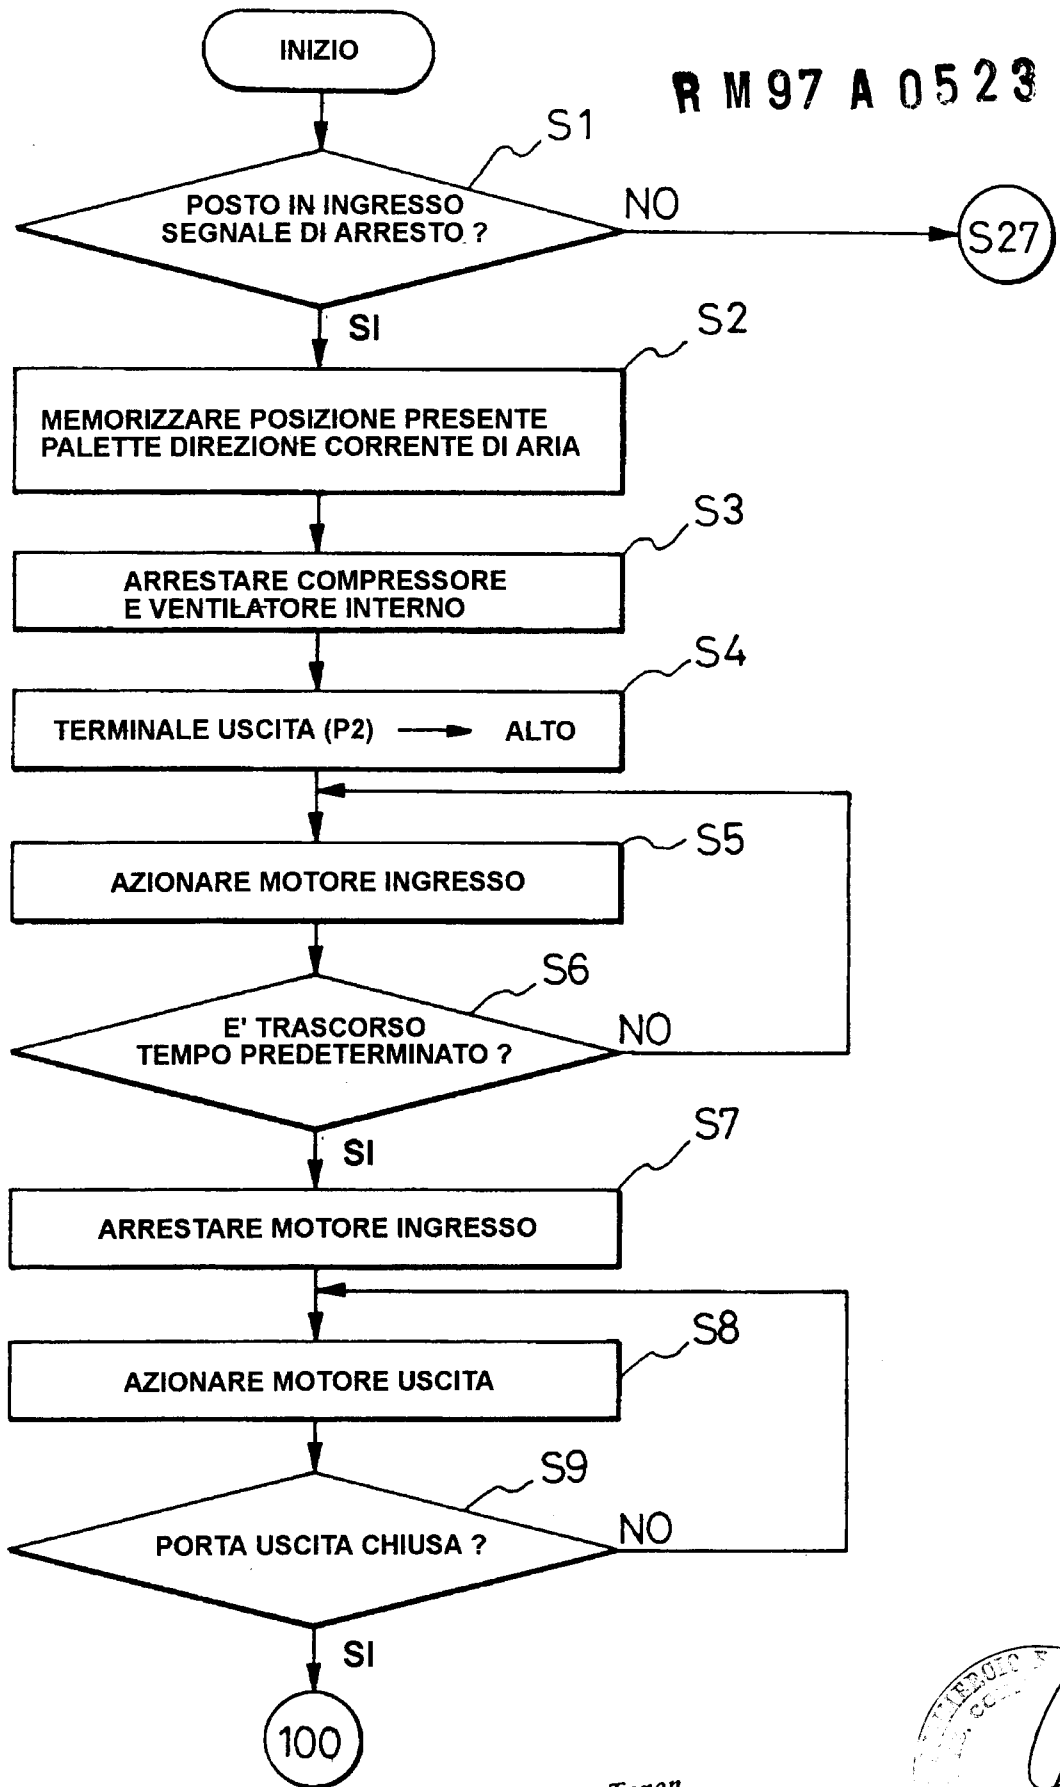 INIZIO
R M 97 A 0523
S1
POSTO IN INGRESSO
SEGNALE DI ARRESTO ?
NO
S27
SI
S2
MEMORIZZARE POSIZIONE PRESENTE
PALETTE DIREZIONE CORRENTE DI ARIA
S3
ARRESTARE COMPRESSORE
E VENTILATORE INTERNO
S4
TERMINALE USCITA (P2) → ALTO
S5
AZIONARE MOTORE INGRESSO
S6
E' TRASCORSO
TEMPO PREDETERMINATO ?
NO
SI
S7
ARRESTARE MOTORE INGRESSO
S8
AZIONARE MOTORE USCITA
S9
PORTA USCITA CHIUSA ?
NO
SI
100